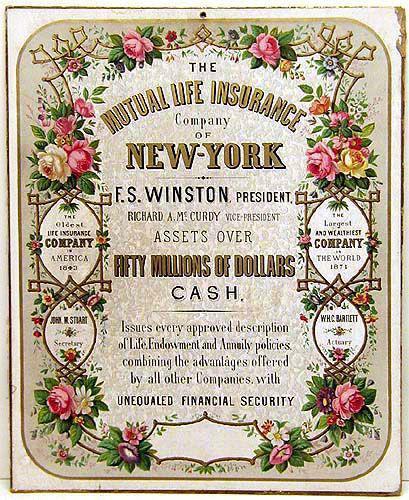 THE
MUTUAL LIFE INSURANCE
Company
OF
NEW-YORK
F.S. WINSTON, PRESIDENT,
RICHARD A. Mc CURDY VICE-PRESIDENT
ASSETS OVER
FIFTY MILLIONS OF DOLLARS
CASH,
Issues every approved description
of Life, Endowment and Annuity policies,
combining the advantages offered
by all other Companies, with
UNEQUALED FINANCIAL SECURITY
THE
Oldest
LIFE INSURANCE
COMPANY
IN
AMERICA
1843
JOHN M. STUART
Secretary
THE
Largest
AND WEALTHIEST
COMPANY
IN
THE WORLD
1871
W.H.C. BARTLETT
Actuary